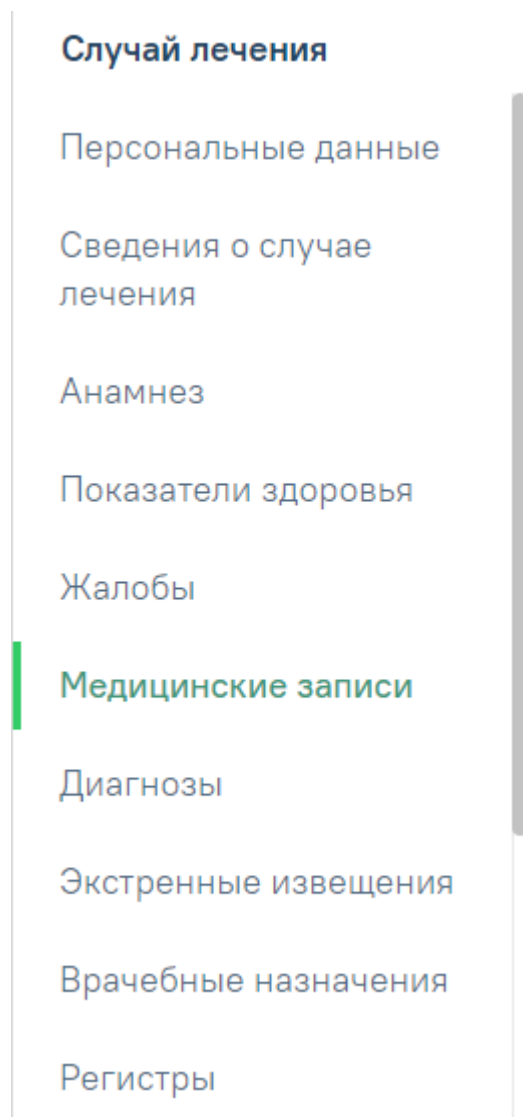 Случай лечения
Персональные данные
Сведения о случае
лечения
Анамнез
Показатели здоровья
Жалобы
Медицинские записи
Диагнозы
Экстренные извещения
Врачебные назначения
Регистры